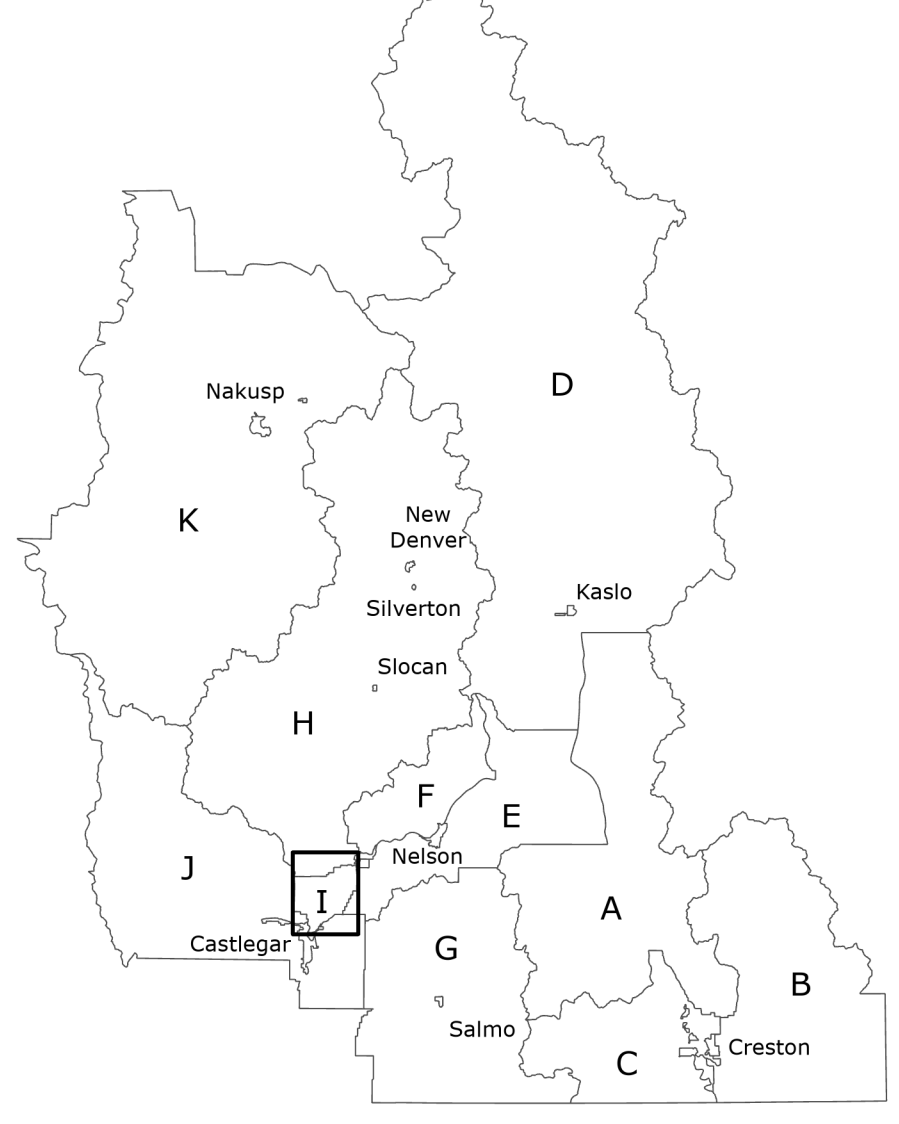 D
Nakusp
K
New
Denver
Kaslo
Silverton
Slocan
H
F
E
Nelson
J
I
A
Castlegar
G
B
Salmo
Creston
C